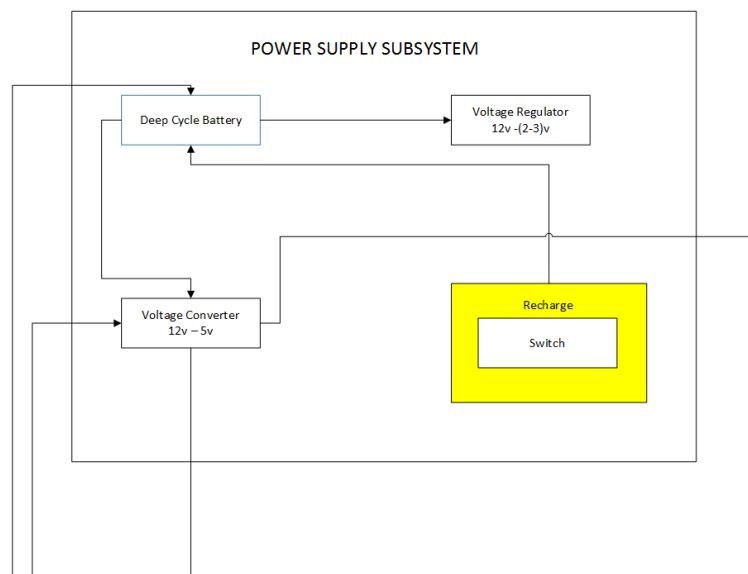 POWER SUPPLY SUBSYSTEM
Deep Cycle Battery
Voltage Regulator
12v -(2-3)v
Voltage Converter
12v – 5v
Recharge
Switch